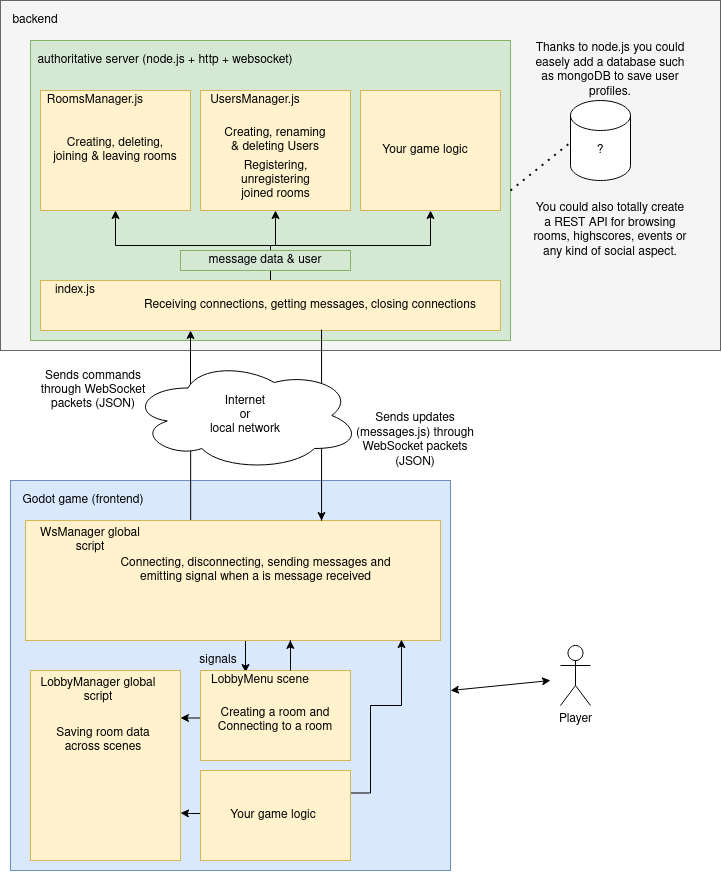 backend
authoritative server (node.js + http + websocket)
Thanks to node.js you could
easely add a database such
as mongoDB to save user
profiles.
RoomsManager.js
Creating, deleting,
joining & leaving rooms
UsersManager.js
Creating, renaming
& deleting Users
Registering,
unregistering
joined rooms
Your game logic
?
You could also totally create
a REST API for browsing
rooms, highscores, events or
any kind of social aspect.
message data & user
index.js
Receiving connections, getting messages, closing connections
Sends commands
through WebSocket
packets (JSON)
Internet
or
local network
Sends updates
(messages.js) through
WebSocket packets
(JSON)
Godot game (frontend)
WsManager global
script
Connecting, disconnecting, sending messages and
emitting signal when a is message received
signals
LobbyManager global
script
Saving room data
across scenes
LobbyMenu scene
Creating a room and
Connecting to a room
Your game logic
Player